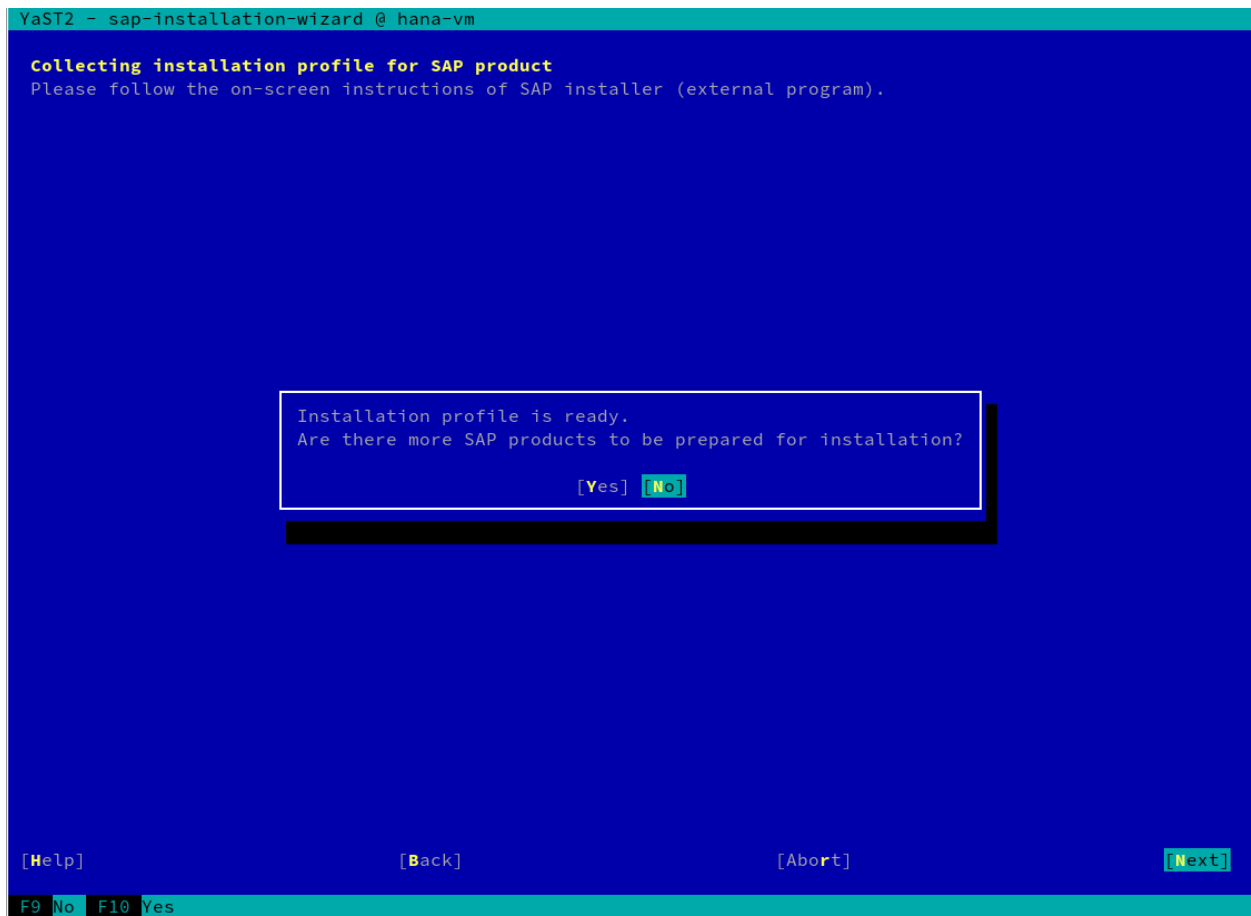 YaST2 - sap-installation-wizard @ hana-vm
Collecting installation profile for SAP product
Please follow the on-screen instructions of SAP installer (external program).
Installation profile is ready.
Are there more SAP products to be prepared for installation?
[Yes] [No]
[Help] [Back] [Abort] [Next]
F9 No F10 Yes